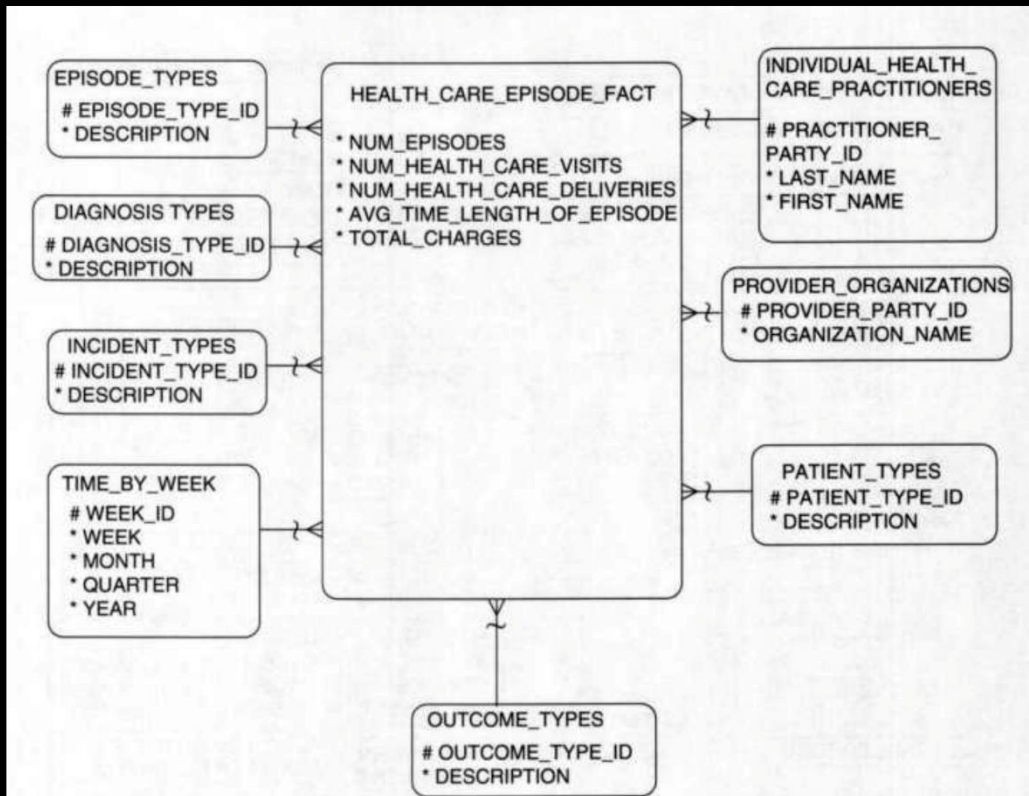 EPISODE_TYPES
# EPISODE_TYPE_ID
* DESCRIPTION
DIAGNOSIS TYPES
# DIAGNOSIS_TYPE_ID
* DESCRIPTION
INCIDENT_TYPES
# INCIDENT_TYPE_ID
* DESCRIPTION
TIME_BY_WEEK
# WEEK_ID
* WEEK
* MONTH
* QUARTER
* YEAR
HEALTH_CARE_EPISODE_FACT
* NUM_EPISODES
* NUM_HEALTH_CARE_VISITS
* NUM_HEALTH_CARE_DELIVERIES
* AVG_TIME_LENGTH_OF_EPISODE
* TOTAL_CHARGES
INDIVIDUAL_HEALTH_
CARE_PRACTITIONERS
# PRACTITIONER_
PARTY_ID
* LAST_NAME
* FIRST_NAME
PROVIDER_ORGANIZATIONS
# PROVIDER_PARTY_ID
* ORGANIZATION_NAME
PATIENT_TYPES
# PATIENT_TYPE_ID
* DESCRIPTION
OUTCOME_TYPES
# OUTCOME_TYPE_ID
* DESCRIPTION